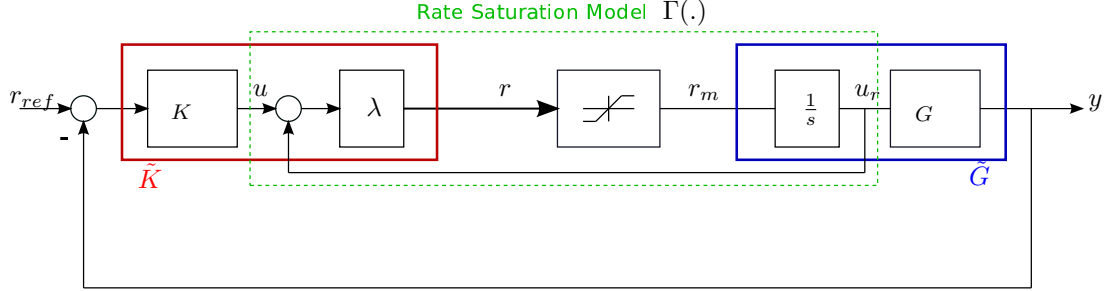 Rate Saturation Model Γ(.)
r_ref u r r_m u_r y
K λ 1/s G
-
K̃ G̃